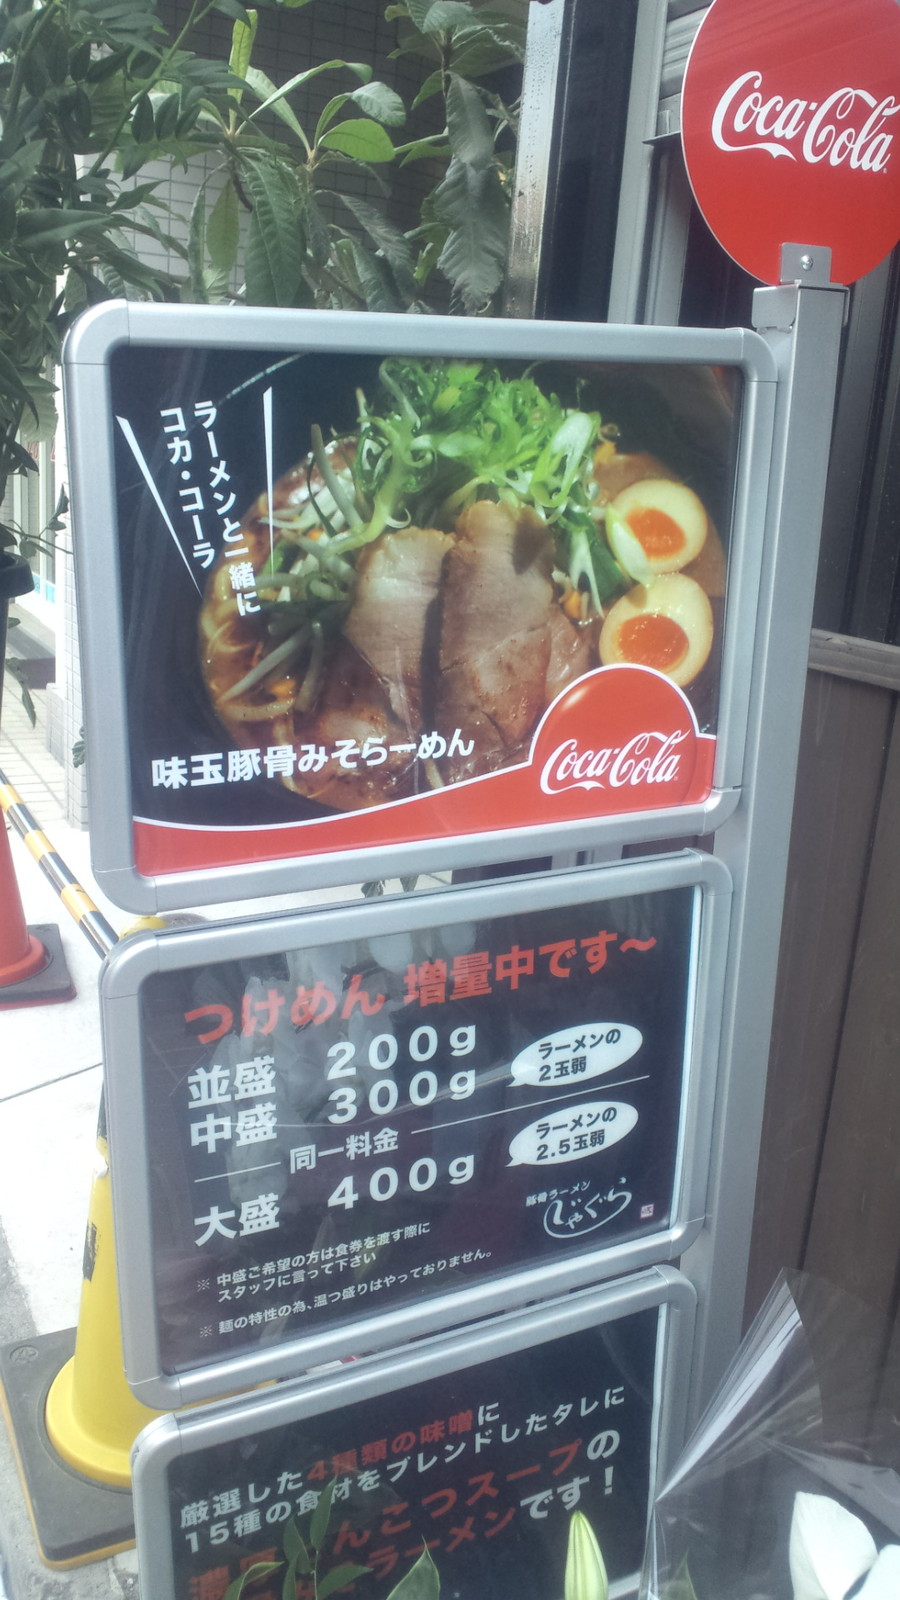 Coca-Cola
ラーメンと一緒に
コカ・コーラ
味玉豚骨みそらーめん
Coca-Cola
つけめん 増量中です～
並盛 200g
中盛 300g
ラーメンの
2玉弱
同一料金
大盛 400g
ラーメンの
2.5玉弱
豚骨ラーメン
じゃぐら
※ 中盛ご希望の方は食券を渡す際に
スタッフに言って下さい
※ 麺の特性の為、温つ盛りはやっておりません。
厳選した4種類の味噌に
15種の食材をブレンドしたタレに
んこつスープの
ラーメンです！